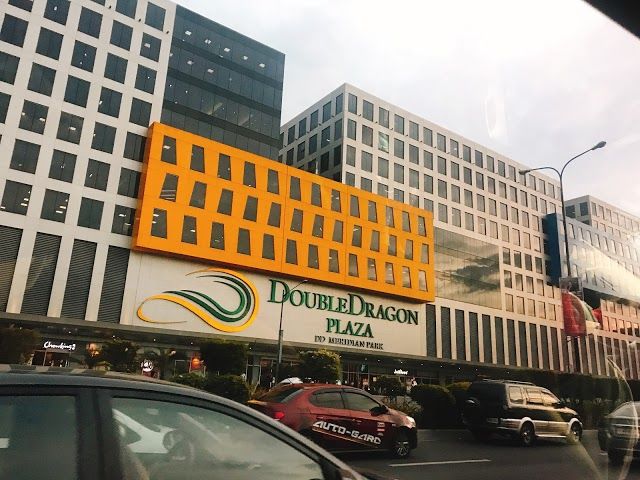 DOUBLEDRAGON
PLAZA
DD MERIDIAN PARK
AUTO-GARD